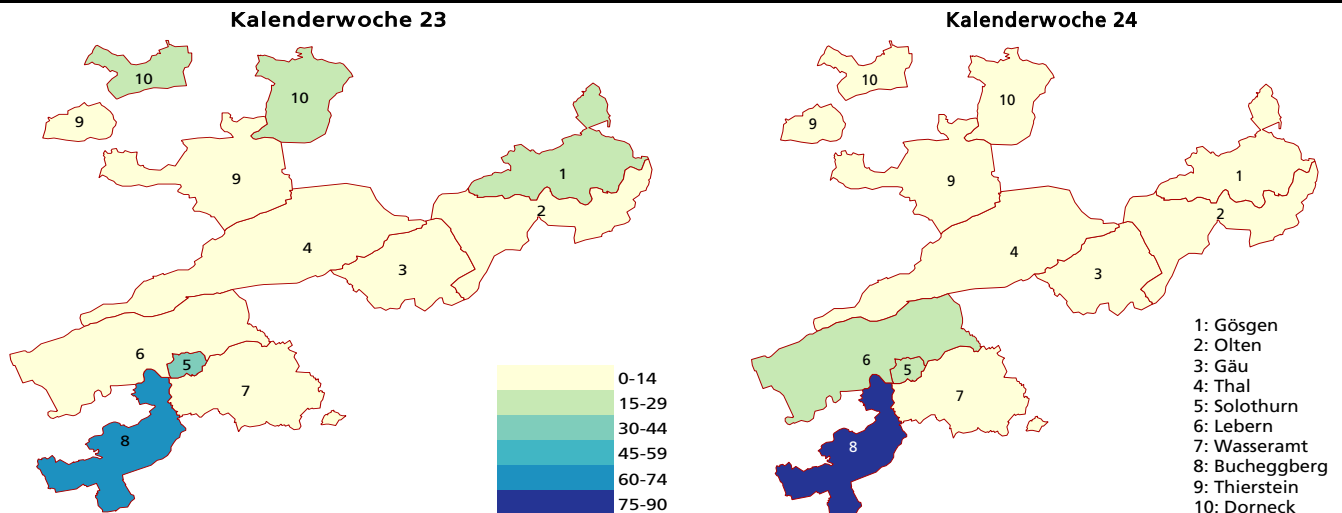 Kalenderwoche 23
10
10
9
9
1
2
4
3
6
5
7
8
0-14
15-29
30-44
45-59
60-74
75-90
Kalenderwoche 24
10
10
9
9
1
2
4
3
6
5
7
8
1: Gösgen
2: Olten
3: Gäu
4: Thal
5: Solothurn
6: Lebern
7: Wasseramt
8: Bucheggberg
9: Thierstein
10: Dorneck